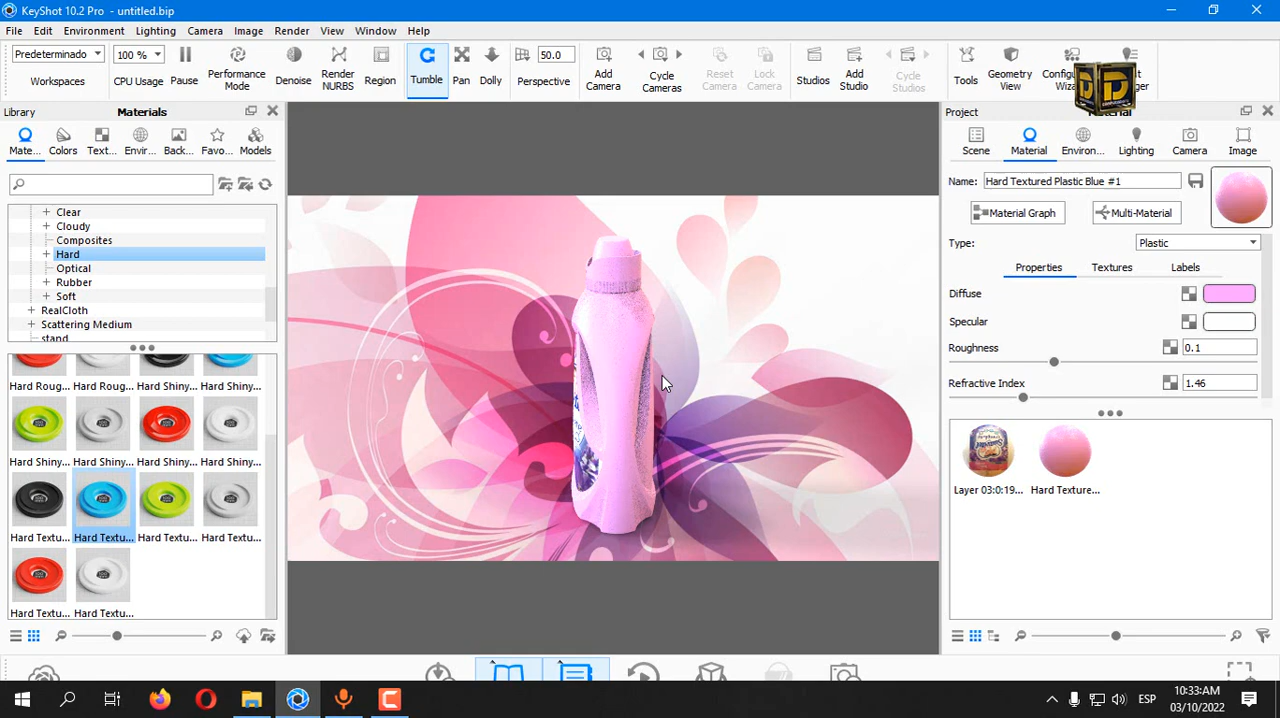 KeyShot 10.2 Pro - untitled.bip
File Edit Environment Lighting Camera Image Render View Window Help
Predeterminado 100 % 50.0
Workspaces CPU Usage Pause Performance Mode Denoise Render NURBS Region Tumble Pan Dolly Perspective Add Camera Cycle Cameras Reset Camera Lock Camera Studios Add Studio Cycle Studios Tools Geometry View
Library Materials
Mate... Colors Text... Envir... Back... Favo... Models
Clear
Cloudy
Composites
Hard
Optical
Rubber
Soft
RealCloth
Scattering Medium
stand
Hard Roug... Hard Roug... Hard Shiny... Hard Shiny...
Hard Shiny... Hard Shiny... Hard Shiny... Hard Shiny...
Hard Textu... Hard Textu... Hard Textu... Hard Textu...
Hard Textu... Hard Textu...
Project
Scene Material Environ... Lighting Camera Image
Name: Hard Textured Plastic Blue #1
Material Graph Multi-Material
Type: Plastic
Properties Textures Labels
Diffuse
Specular
Roughness 0.1
Refractive Index 1.46
Layer 03:0:19... Hard Texture...
ESP
10:33 AM
03/10/2022